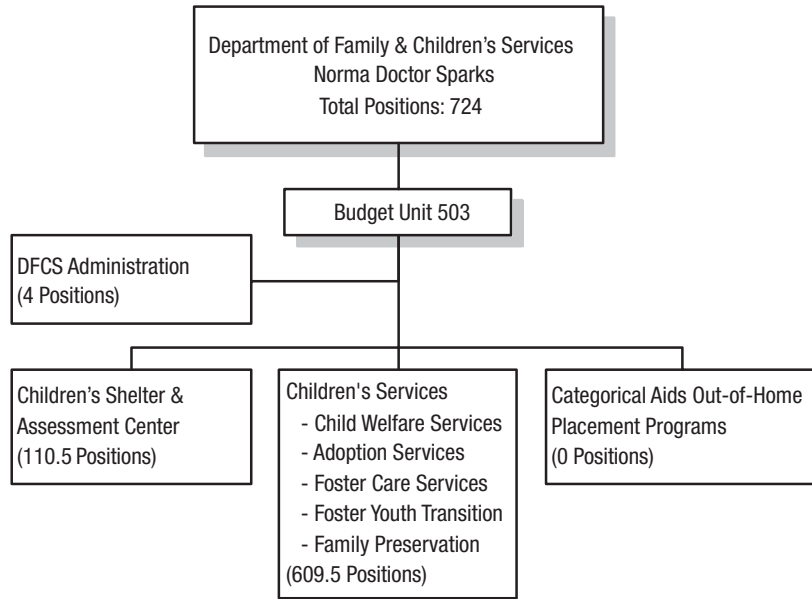 Department of Family & Children’s Services
Norma Doctor Sparks
Total Positions: 724
Budget Unit 503
DFCS Administration
(4 Positions)
Children’s Shelter &
Assessment Center
(110.5 Positions)
Children's Services
- Child Welfare Services
- Adoption Services
- Foster Care Services
- Foster Youth Transition
- Family Preservation
(609.5 Positions)
Categorical Aids Out-of-Home
Placement Programs
(0 Positions)